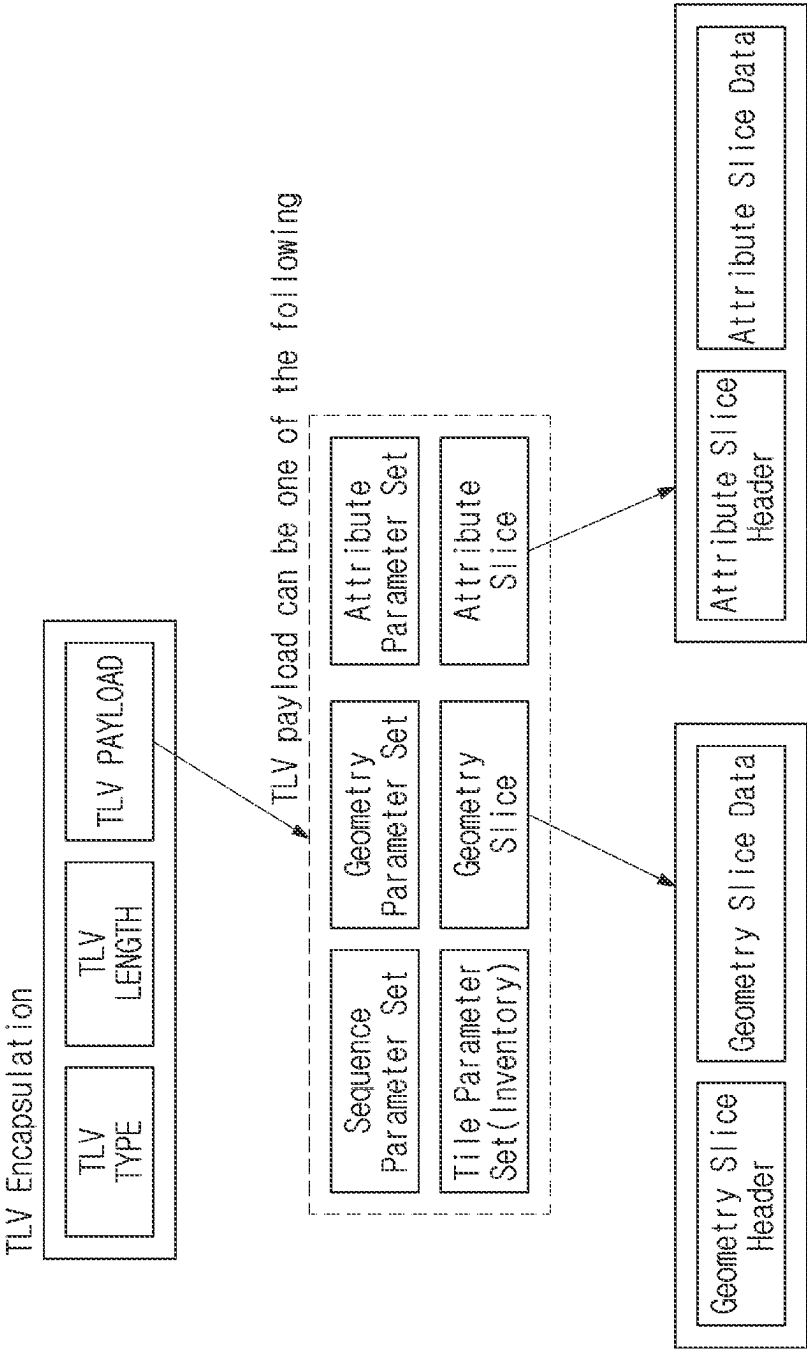 TLV Encapsulation
TLV
TYPE
TLV
LENGTH
TLV PAYLOAD
TLV payload can be one of the following
Sequence
Parameter Set
Geometry
Parameter Set
Attribute
Parameter Set
Tile Parameter
Set(Inventory)
Geometry
Slice
Attribute
Slice
Geometry Slice
Header
Geometry Slice Data
Attribute Slice
Header
Attribute Slice Data